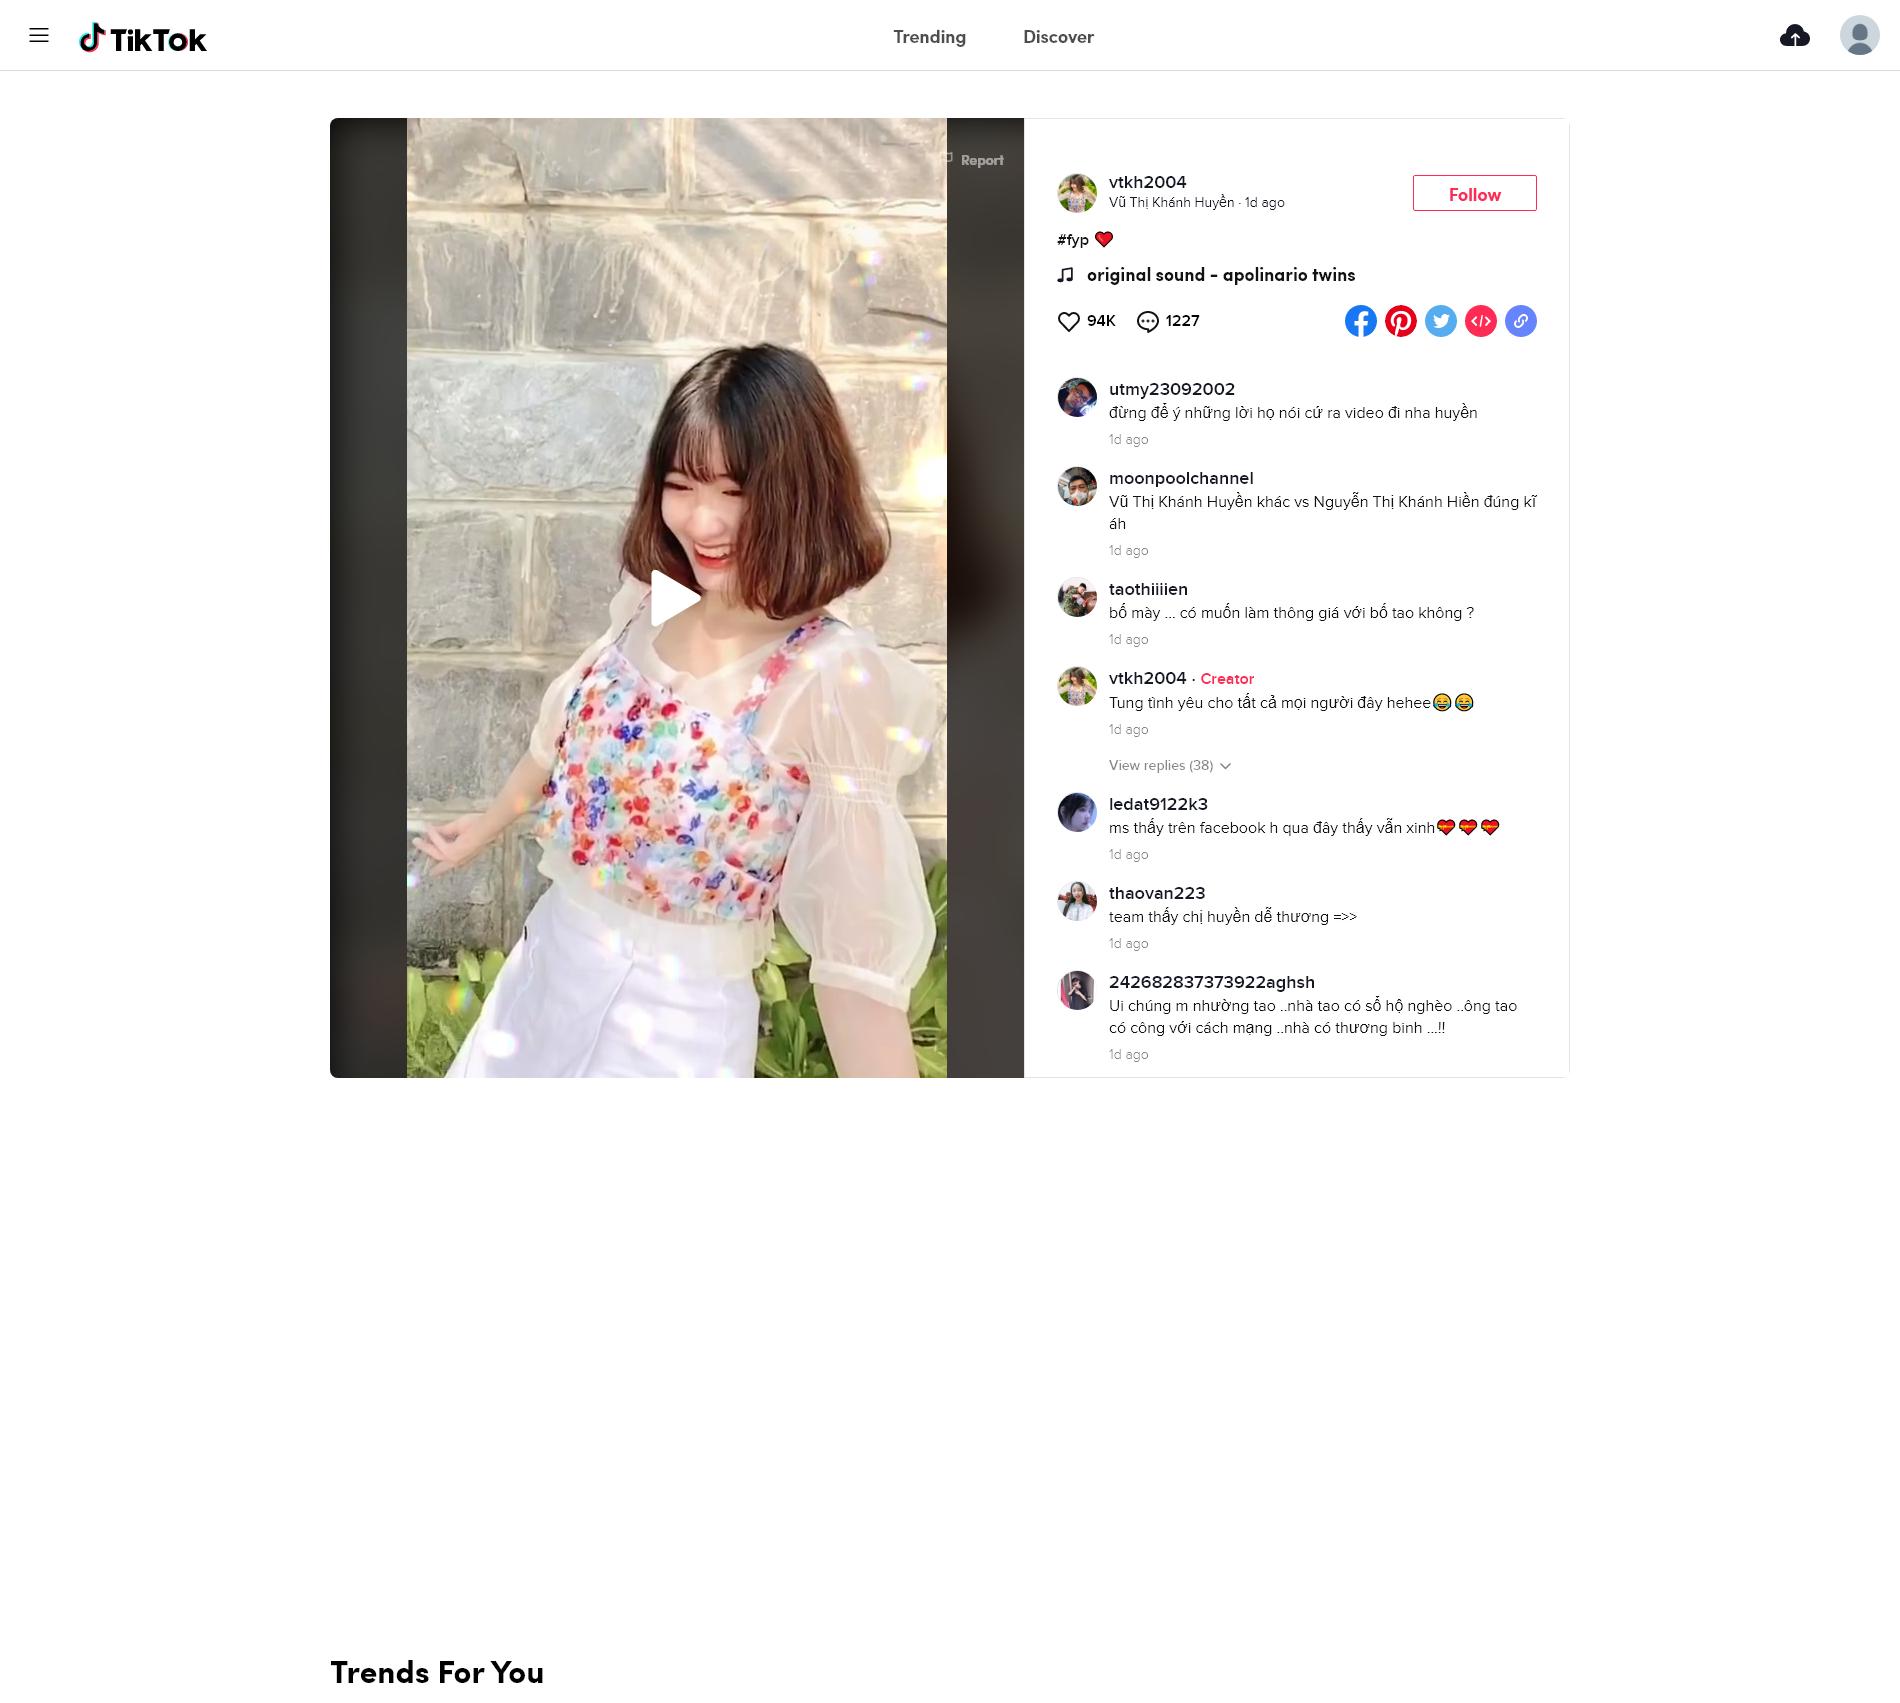 TikTok
Trending
Discover
Report
vtkh2004
Vũ Thị Khánh Huyền · 1d ago
Follow
#fyp ❤️
original sound - apolinario twins
94K
1227
utmy23092002
đừng để ý những lời họ nói cứ ra video đi nha huyền
1d ago
moonpoolchannel
Vũ Thị Khánh Huyền khác vs Nguyễn Thị Khánh Hiền đúng kĩ
áh
1d ago
taothiiiien
bố mày ... có muốn làm thông giá với bố tao không ?
1d ago
vtkh2004 · Creator
Tung tình yêu cho tất cả mọi người đây hehee😂😂
1d ago
View replies (38)
ledat9122k3
ms thấy trên facebook h qua đây thấy vẫn xinh💝💝💝
1d ago
thaovan223
team thấy chị huyền dễ thương =>>
1d ago
242682837373922aghsh
Ui chúng m nhường tao ..nhà tao có sổ hộ nghèo ..ông tao
có công với cách mạng ..nhà có thương binh ...!!
1d ago
Trends For You